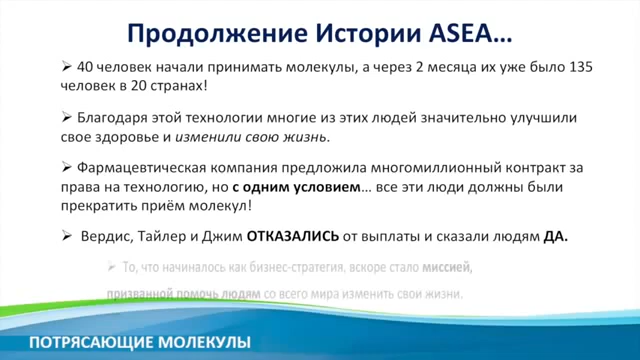 Продолжение Истории ASEA...
➢ 40 человек начали принимать молекулы, а через 2 месяца их уже было 135
человек в 20 странах!
➢ Благодаря этой технологии многие из этих людей значительно улучшили
свое здоровье и изменили свою жизнь.
➢ Фармацевтическая компания предложила многомиллионный контракт за
права на технологию, но с одним условием… все эти люди должны были
прекратить приём молекул!
➢ Вердис, Тайлер и Джим ОТКАЗАЛИСЬ от выплаты и сказали людям ДА.
➢ То, что начиналось как бизнес-стратегия, вскоре стало миссией,
призванной помочь людям со всего мира изменить свои жизни.
ПОТРЯСАЮЩИЕ МОЛЕКУЛЫ